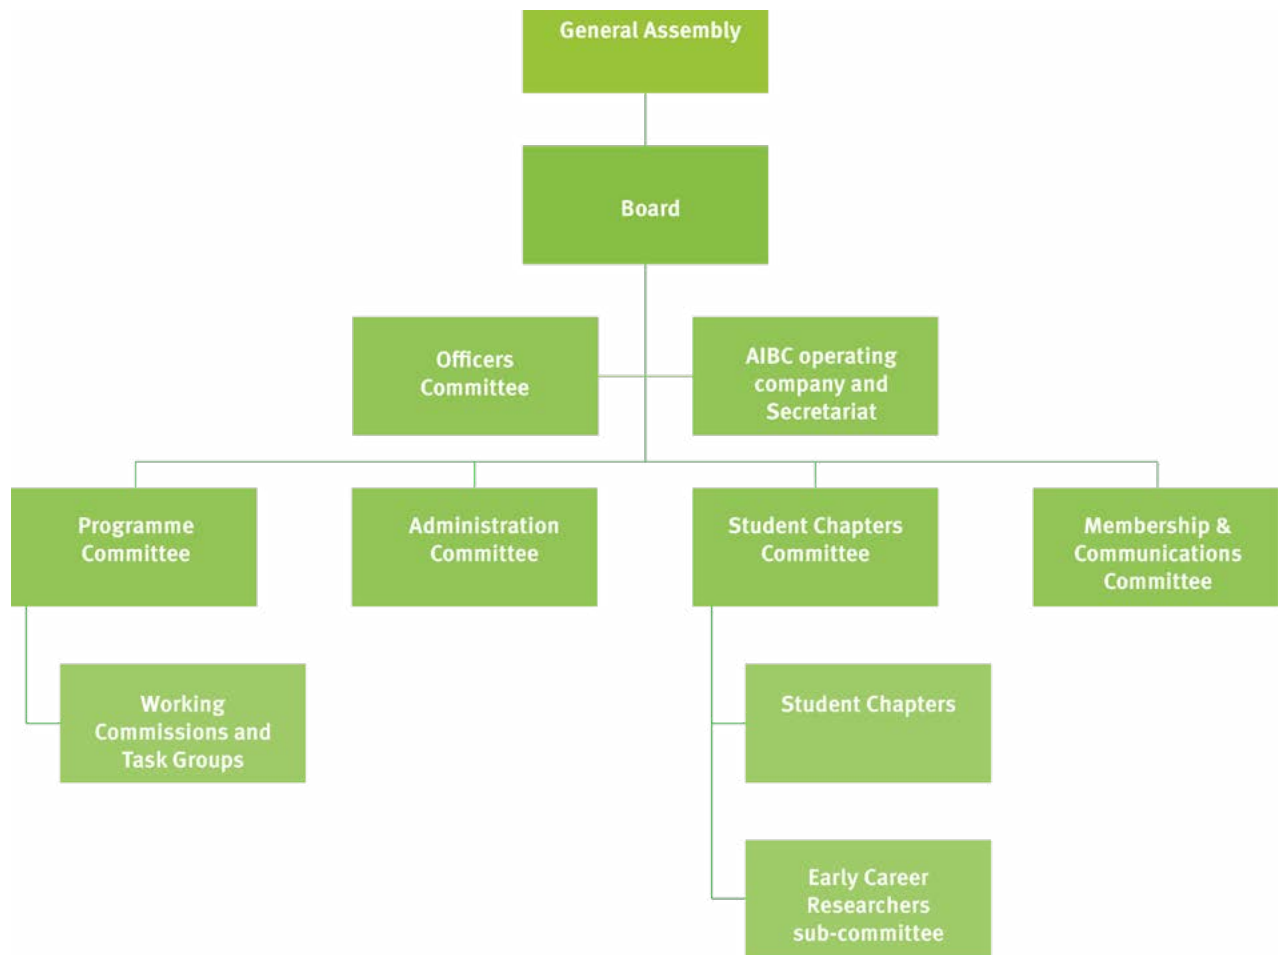 General Assembly
Board
Officers
Committee
AIBC operating
company and
Secretariat
Programme
Committee
Administration
Committee
Student Chapters
Committee
Membership &
Communications
Committee
Working
Commissions and
Task Groups
Student Chapters
Early Career
Researchers
sub-committee